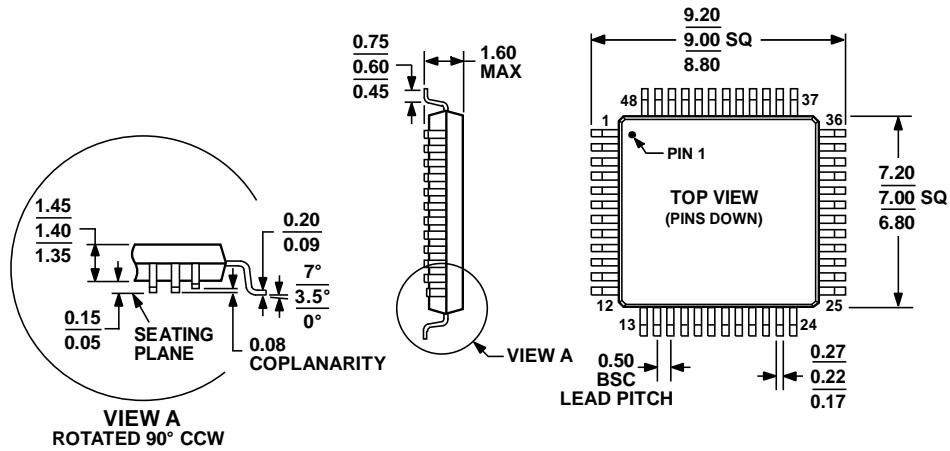 0.75
0.60
0.45
1.60
MAX
9.20
9.00 SQ
8.80
48
37
1
36
PIN 1
TOP VIEW
(PINS DOWN)
7.20
7.00 SQ
6.80
12
25
13
24
1.45
1.40
1.35
0.20
0.09
7°
3.5°
0°
0.15
0.05
SEATING
PLANE
0.08
COPLANARITY
VIEW A
0.50
BSC
LEAD PITCH
0.27
0.22
0.17
VIEW A
ROTATED 90° CCW